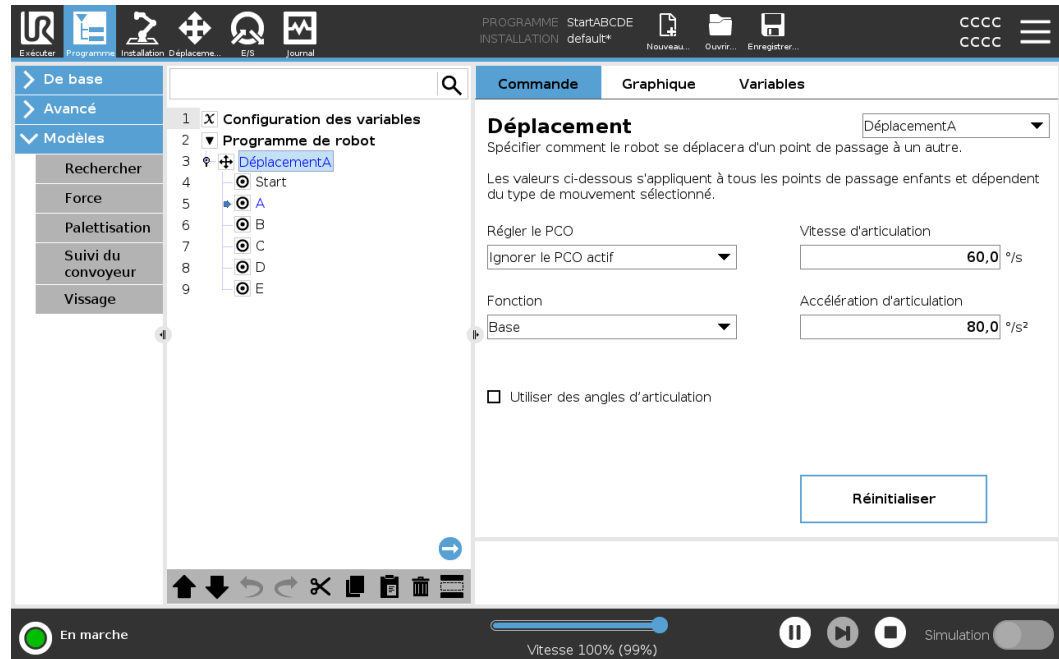 UR
PROGRAMME StartABCDE
INSTALLATION default*
cccc
cccc
Exécuter
Programme
Installation
Déplaceme...
E/S
Journal
Nouveau...
Ouvrir...
Enregistrer...
De base
Avancé
Modèles
Rechercher
Force
Palettisation
Suivi du
convoyeur
Vissage
1 X Configuration des variables
2 Programme de robot
3 DéplacementA
4 Start
5 A
6 B
7 C
8 D
9 E
Commande Graphique Variables
Déplacement
DéplacementA
Spécifier comment le robot se déplacera d'un point de passage à un autre.
Les valeurs ci-dessous s'appliquent à tous les points de passage enfants et dépendent
du type de mouvement sélectionné.
Régler le PCO
Vitesse d'articulation
Ignorer le PCO actif
60,0 °/s
Fonction
Accélération d'articulation
Base
80,0 °/s²
Utiliser des angles d'articulation
Réinitialiser
En marche
Vitesse 100% (99%)
Simulation